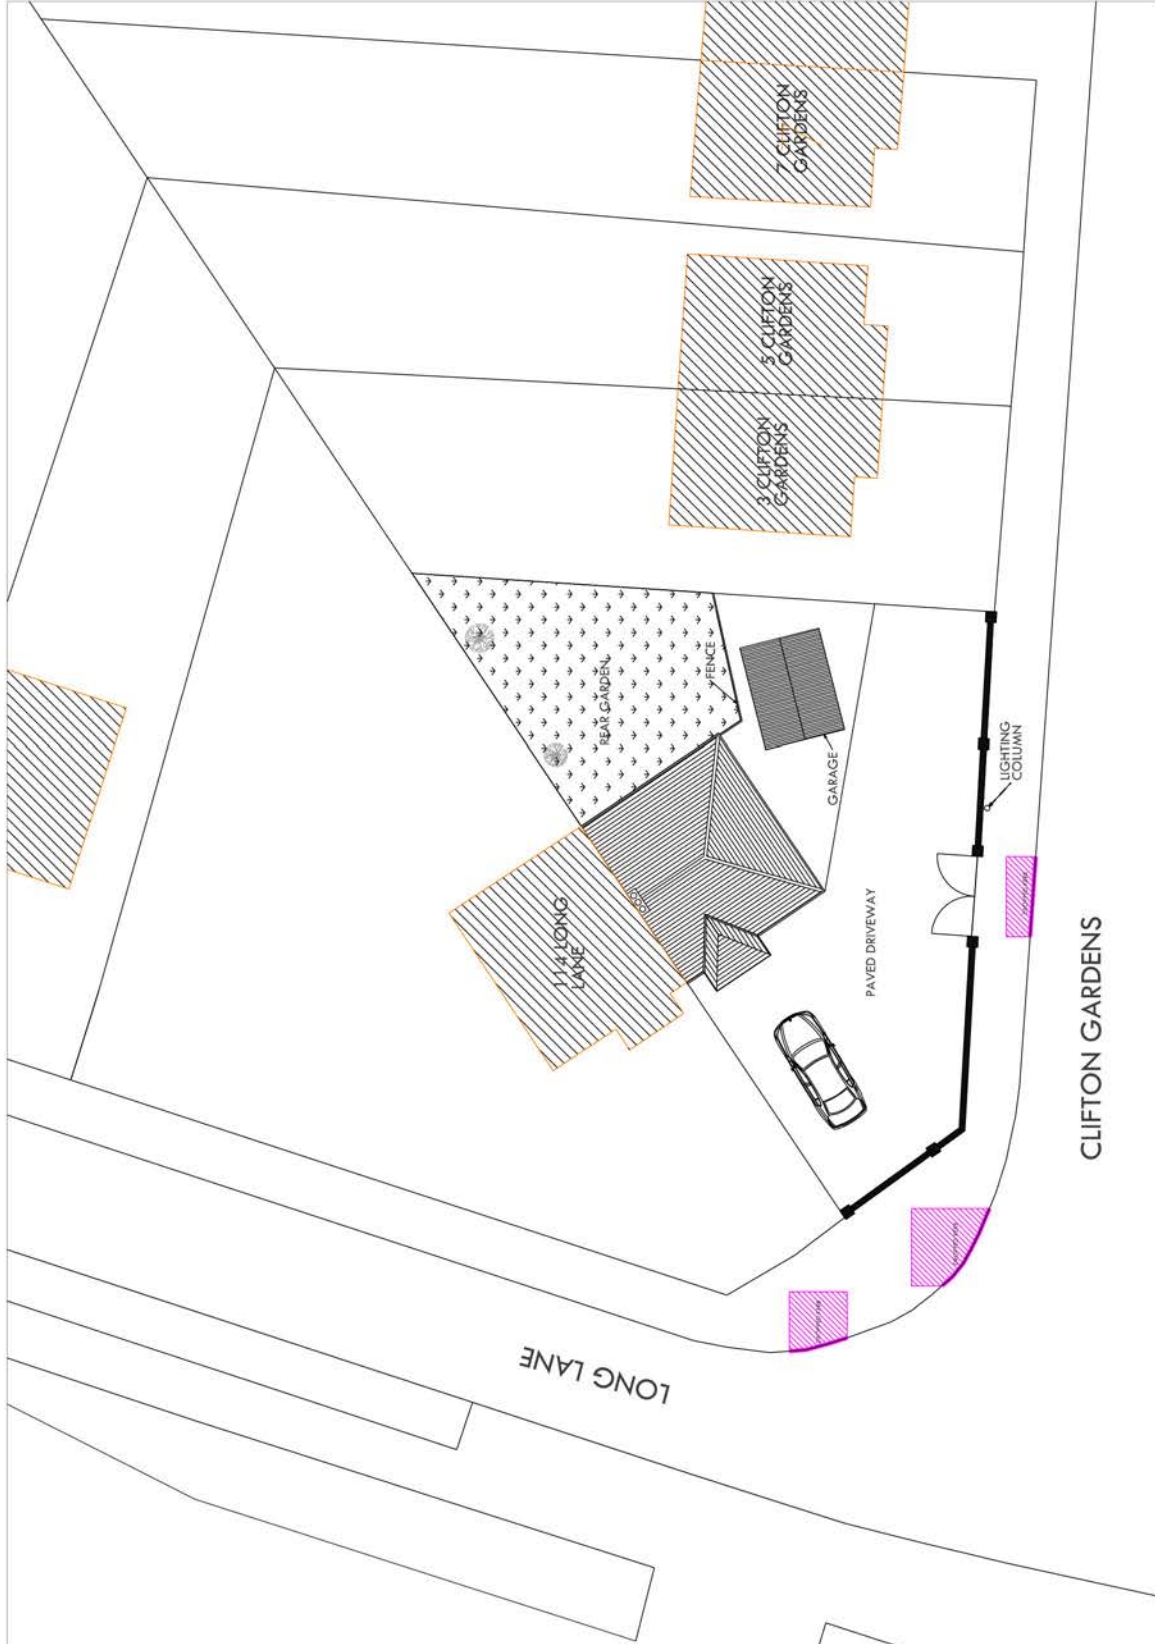 7 CLIFTON
GARDENS
5 CLIFTON
GARDENS
3 CLIFTON
GARDENS
REAR GARDEN
FENCE
GARAGE
LIGHTING
COLUMN
114 LONG
LANE
PAVED DRIVEWAY
CLIFTON GARDENS
LONG LANE